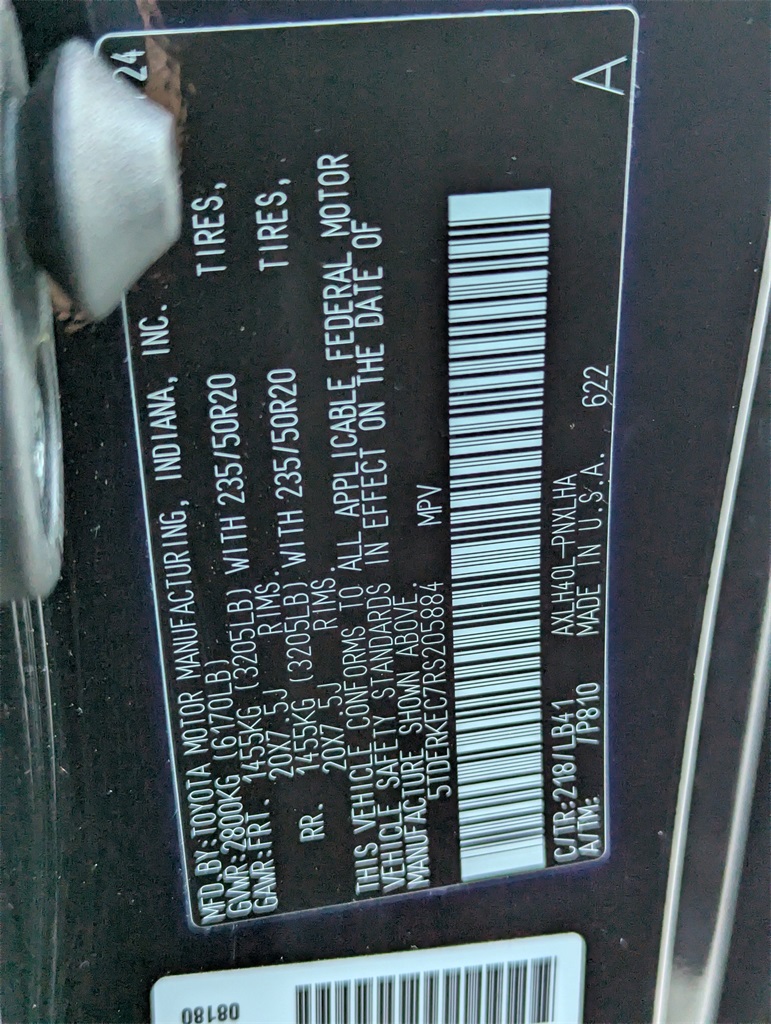 24
MFD. BY: TOYOTA MOTOR MANUFACTURING, INDIANA, INC.
GVWR: 2800KG (6170LB)
GAWR: FRT. 1455KG (3205LB) WITH 235/50R20 TIRES,
20X7.5J RIMS.
RR. 1455KG (3205LB) WITH 235/50R20 TIRES,
20X7.5J RIMS.
THIS VEHICLE CONFORMS TO ALL APPLICABLE FEDERAL MOTOR
VEHICLE SAFETY STANDARDS IN EFFECT ON THE DATE OF
MANUFACTURE SHOWN ABOVE.
5TDERKEC7RS205884 MPV
C/TR: 218/LB41 AXLH40L-PNXLHA
A/TM: /P810 MADE IN U.S.A. 622
A
08180